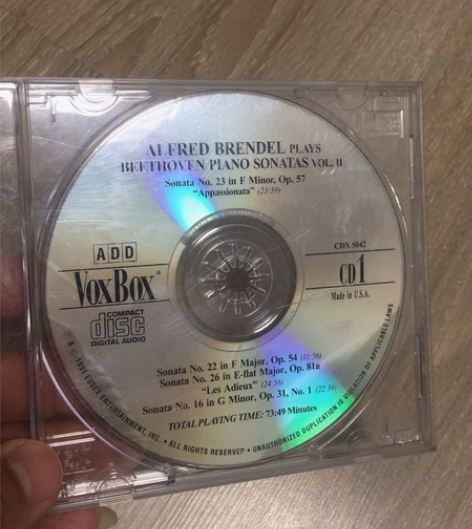 ALFRED BRENDEL PLAYS
BEETHOVEN PIANO SONATAS VOL. II
Sonata No. 23 in F Minor, Op. 57
"Appassionata" (23:59)
ADD
VOXBOX®
COMPACT
disc
DIGITAL AUDIO
CDX 5042
CD1
Made in U.S.A.
Sonata No. 22 in F Major, Op. 54 (11:56)
Sonata No. 26 in E-flat Major, Op. 81a
"Les Adieux" (24:56)
Sonata No. 16 in G Minor, Op. 31, No. 1 (22:39)
TOTAL PLAYING TIME: 73:49 Minutes
℗ & © 1991 ESSEX ENTERTAINMENT, INC. • ALL RIGHTS RESERVED • UNAUTHORIZED DUPLICATION IS VIOLATION OF APPLICABLE LAWS